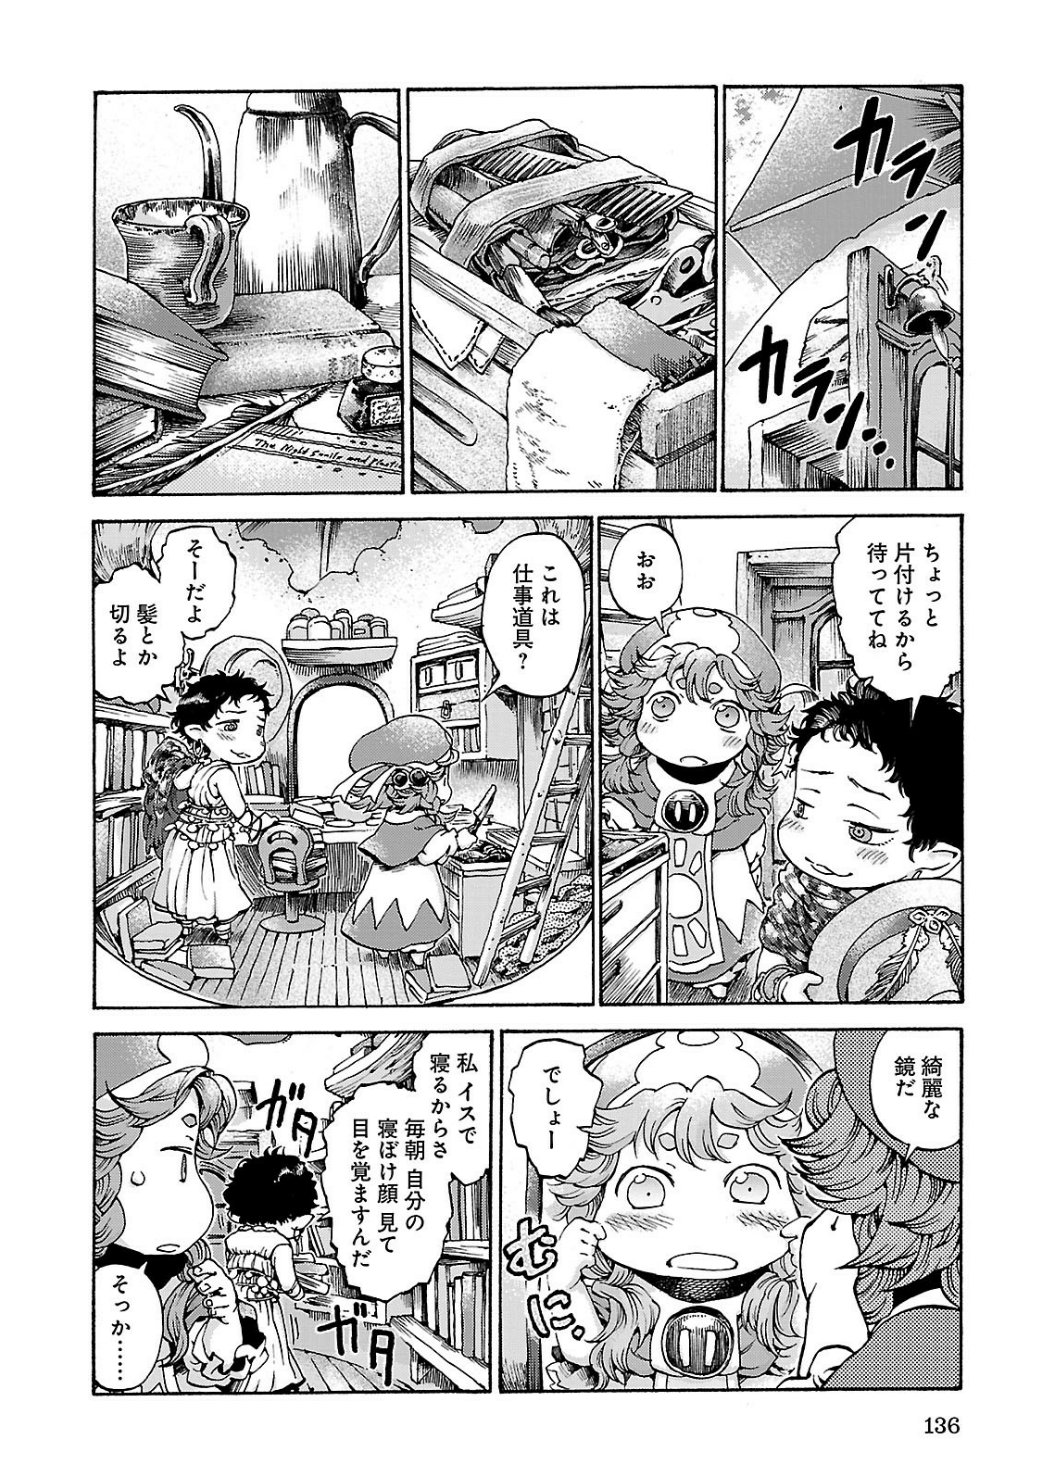 カラン
カラン…
The Night
ちょっと
片付けるから
待っててね
おお
これは
仕事道具？
そーだよ
髪とか
切るよ
綺麗な
鏡だ
でしょー
むに、
私 イスで
寝るからさ
毎朝 自分の
寝ぼけ顔 見て
目を覚ますんだ
ガタ
ガタ
そっか……
136